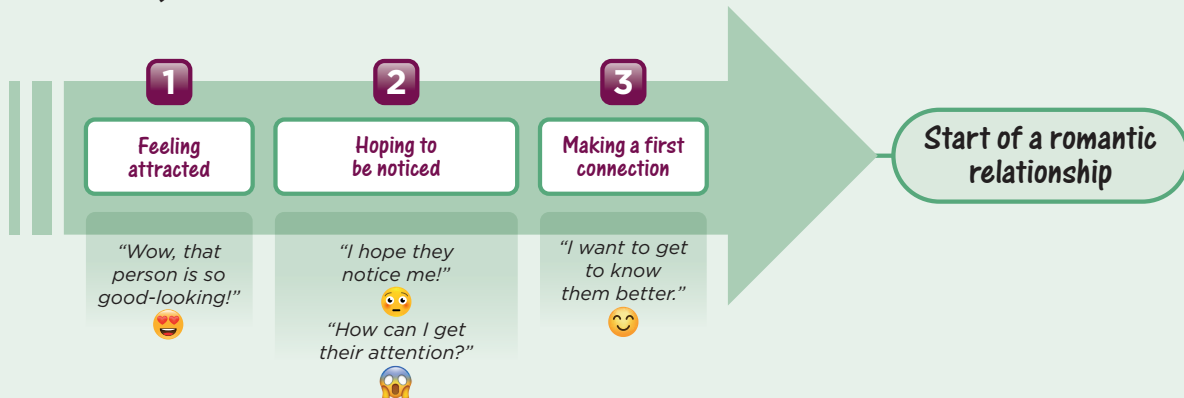 1
Feeling
attracted
"Wow, that
person is so
good-looking!"
2
Hoping to
be noticed
"I hope they
notice me!"
"How can I get
their attention?"
3
Making a first
connection
"I want to get
to know
them better."
Start of a romantic
relationship